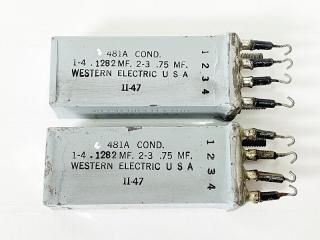 481A COND.
1-4 .1282 MF. 2-3 .75 MF.
WESTERN ELECTRIC U S A
11-47
1
2
3
4
481A COND.
1-4 .1282 MF. 2-3 .75 MF.
WESTERN ELECTRIC U S A
11-47
1
2
3
4